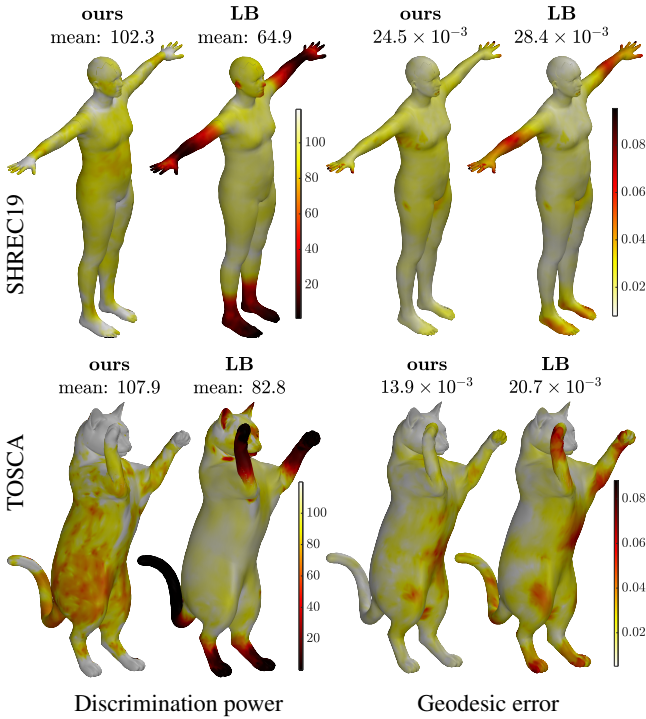 ours LB ours LB
mean: 102.3 mean: 64.9 24.5 × 10⁻³ 28.4 × 10⁻³
SHREC19
100
80
60
40
20
0.08
0.06
0.04
0.02
ours LB ours LB
mean: 107.9 mean: 82.8 13.9 × 10⁻³ 20.7 × 10⁻³
TOSCA
100
80
60
40
20
0.08
0.06
0.04
0.02
Discrimination power Geodesic error